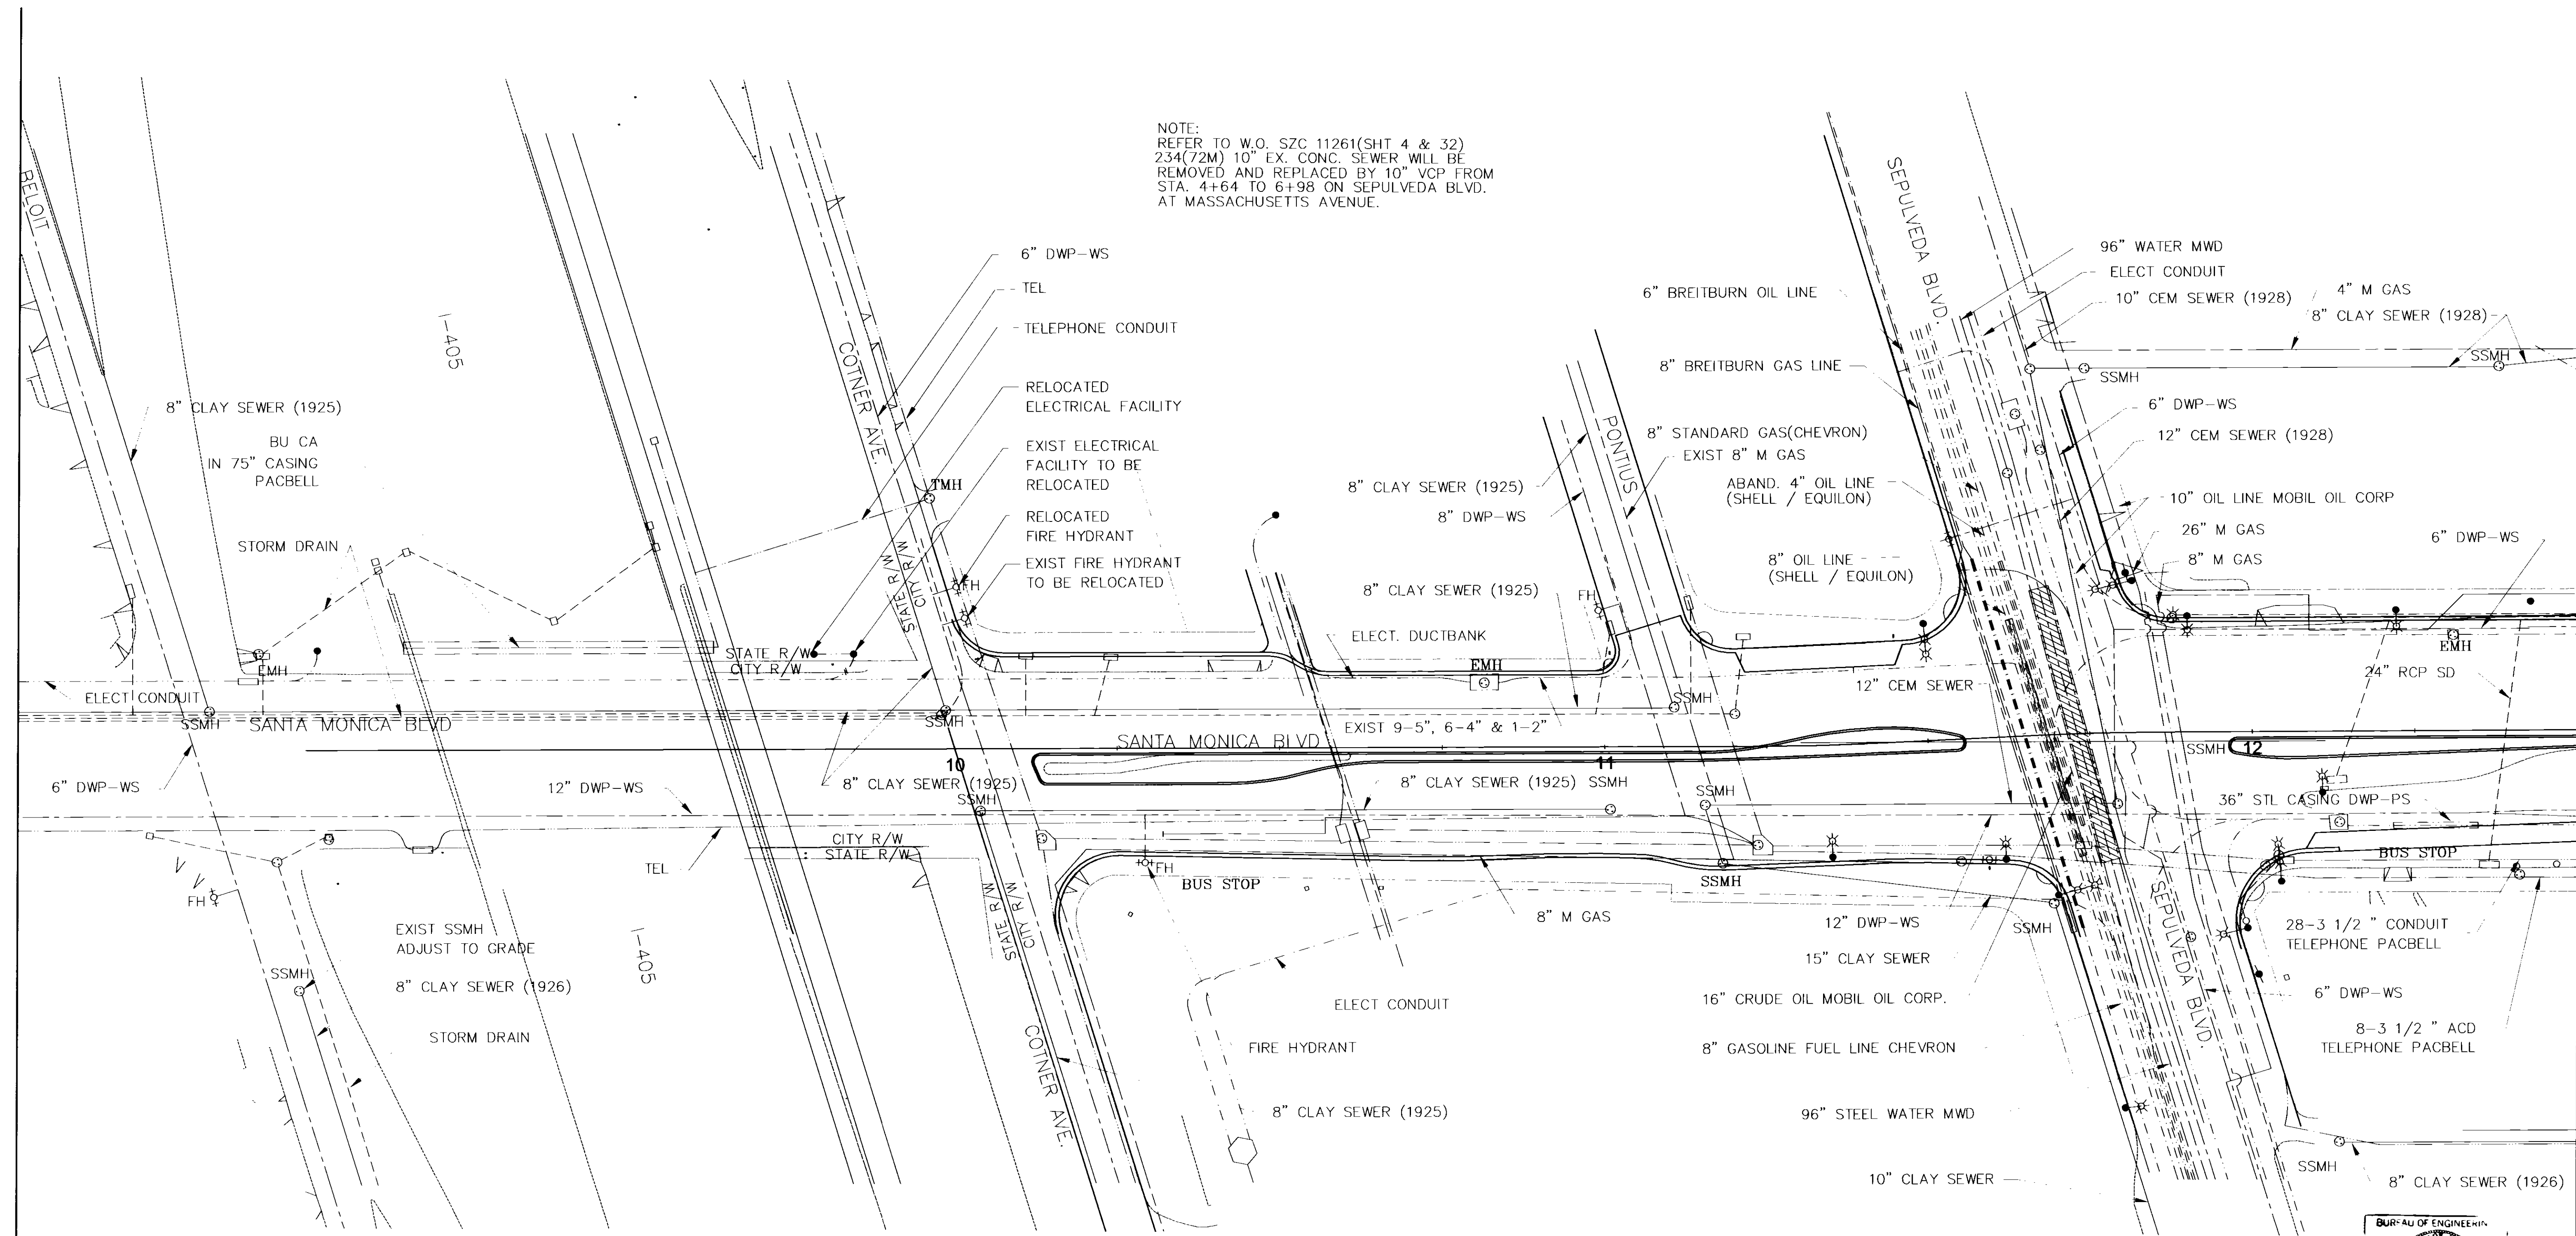 NOTE:
REFER TO W.O. SZC 11261(SHT 4 & 32)
234(72M) 10" EX. CONC. SEWER WILL BE
REMOVED AND REPLACED BY 10" VCP FROM
STA. 4+64 TO 6+98 ON SEPULVEDA BLVD.
AT MASSACHUSETTS AVENUE.
BELOIT
I-405
8" CLAY SEWER (1925)
BU CA
IN 75" CASING
PACBELL
STORM DRAIN
EMH
ELECT CONDUIT
SSMH
SANTA MONICA BLVD
6" DWP-WS
12" DWP-WS
TEL
FH
EXIST SSMH
ADJUST TO GRADE
8" CLAY SEWER (1926)
SSMH
STORM DRAIN
I-405
COTNER AVE.
6" DWP-WS
TEL
TELEPHONE CONDUIT
RELOCATED
ELECTRICAL FACILITY
EXIST ELECTRICAL
FACILITY TO BE
RELOCATED
RELOCATED
FIRE HYDRANT
EXIST FIRE HYDRANT
TO BE RELOCATED
TMH
FH
STATE R/W
CITY R/W
STATE R/W
CITY R/W
SSMH
10
8" CLAY SEWER (1925)
SSMH
CITY R/W
STATE R/W
STATE R/W
CITY R/W
COTNER AVE.
FH
BUS STOP
ELECT CONDUIT
FIRE HYDRANT
8" CLAY SEWER (1925)
SANTA MONICA BLVD
EXIST 9-5", 6-4" & 1-2"
11
8" CLAY SEWER (1925) SSMH
8" M GAS
ELECT. DUCTBANK
EMH
8" CLAY SEWER (1925)
8" DWP-WS
8" CLAY SEWER (1925)
FH
PONTIUS
EXIST 8" M GAS
SSMH
SSMH
SSMH
6" BREITBURN OIL LINE
8" BREITBURN GAS LINE
8" STANDARD GAS(CHEVRON)
ABAND. 4" OIL LINE
(SHELL / EQUILON)
8" OIL LINE
(SHELL / EQUILON)
12" CEM SEWER
SEPULVEDA BLVD.
96" WATER MWD
ELECT CONDUIT
10" CEM SEWER (1928)
4" M GAS
8" CLAY SEWER (1928)
SSMH
SSMH
6" DWP-WS
12" CEM SEWER (1928)
10" OIL LINE MOBIL OIL CORP
26" M GAS
8" M GAS
6" DWP-WS
EMH
24" RCP SD
SSMH
12
36" STL CASING DWP-PS
BUS STOP
12" DWP-WS
15" CLAY SEWER
16" CRUDE OIL MOBIL OIL CORP.
8" GASOLINE FUEL LINE CHEVRON
96" STEEL WATER MWD
10" CLAY SEWER
SSMH
SEPULVEDA BLVD.
28-3 1/2 " CONDUIT
TELEPHONE PACBELL
6" DWP-WS
8-3 1/2 " ACD
TELEPHONE PACBELL
SSMH
8" CLAY SEWER (1926)
BUREAU OF ENGINEERIN